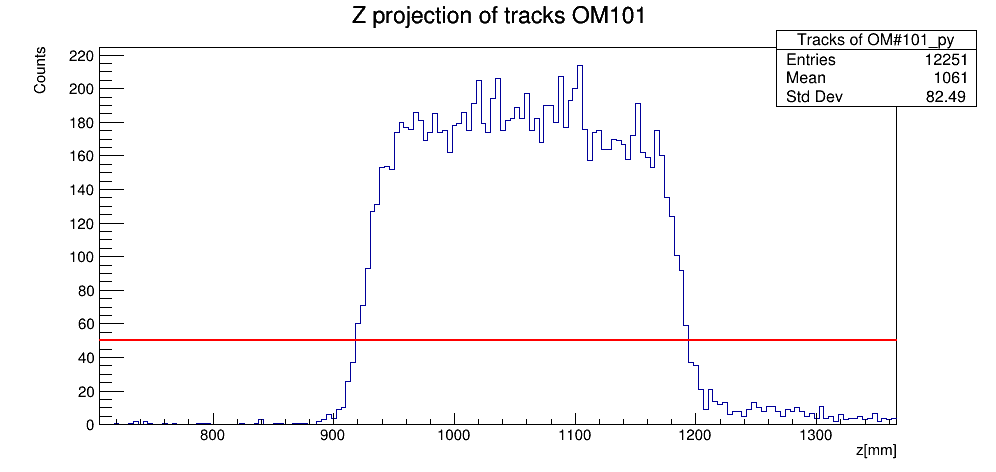 Z projection of tracks OM101
Counts
Tracks of OM#101_py
Entries 12251
Mean 1061
Std Dev 82.49
220
200
180
160
140
120
100
80
60
40
20
0
800 900 1000 1100 1200 1300
z[mm]